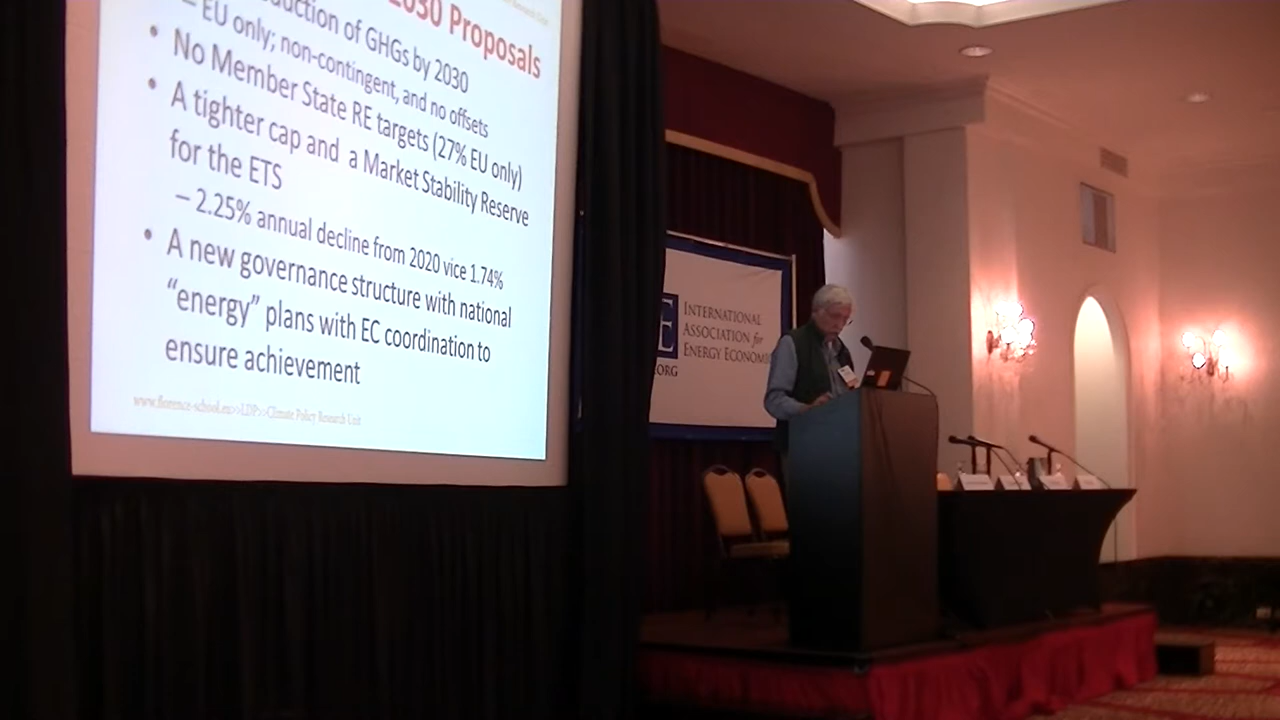 2030 Proposals
duction of GHGs by 2030
– EU only; non-contingent, and no offsets
• No Member State RE targets (27% EU only)
• A tighter cap and a Market Stability Reserve
for the ETS
– 2.25% annual decline from 2020 vice 1.74%
• A new governance structure with national
“energy” plans with EC coordination to
ensure achievement
www.florence-school.eu>>LDP>>Climate Policy Research Unit
E
INTERNATIONAL
ASSOCIATION for
ENERGY ECONOMIC
.ORG